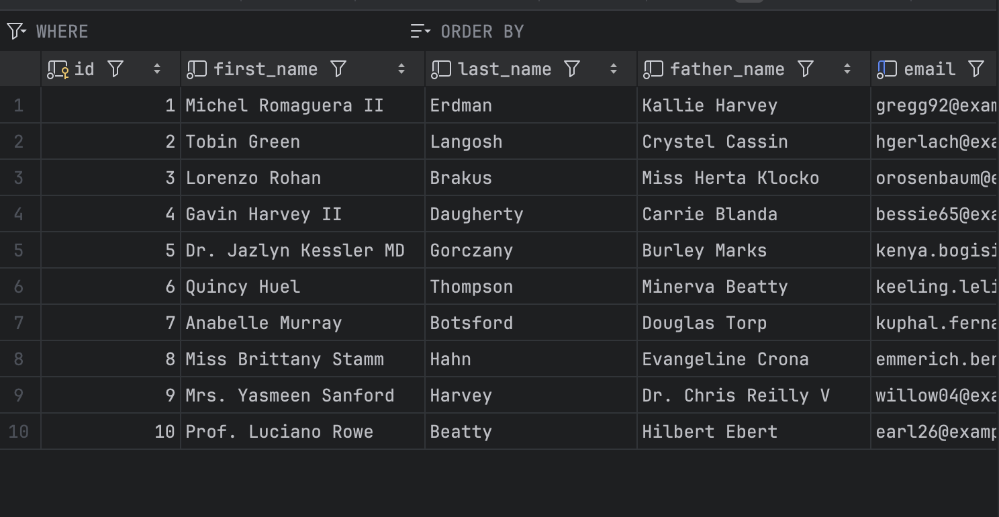 WHERE ORDER BY
id first_name last_name father_name email
1 1 Michel Romaguera II Erdman Kallie Harvey gregg92@exam
2 2 Tobin Green Langosh Crystel Cassin hgerlach@exa
3 3 Lorenzo Rohan Brakus Miss Herta Klocko orosenbaum@e
4 4 Gavin Harvey II Daugherty Carrie Blanda bessie65@exa
5 5 Dr. Jazlyn Kessler MD Gorczany Burley Marks kenya.bogisi
6 6 Quincy Huel Thompson Minerva Beatty keeling.leli
7 7 Anabelle Murray Botsford Douglas Torp kuphal.ferna
8 8 Miss Brittany Stamm Hahn Evangeline Crona emmerich.ber
9 9 Mrs. Yasmeen Sanford Harvey Dr. Chris Reilly V willow04@exa
10 10 Prof. Luciano Rowe Beatty Hilbert Ebert earl26@examp